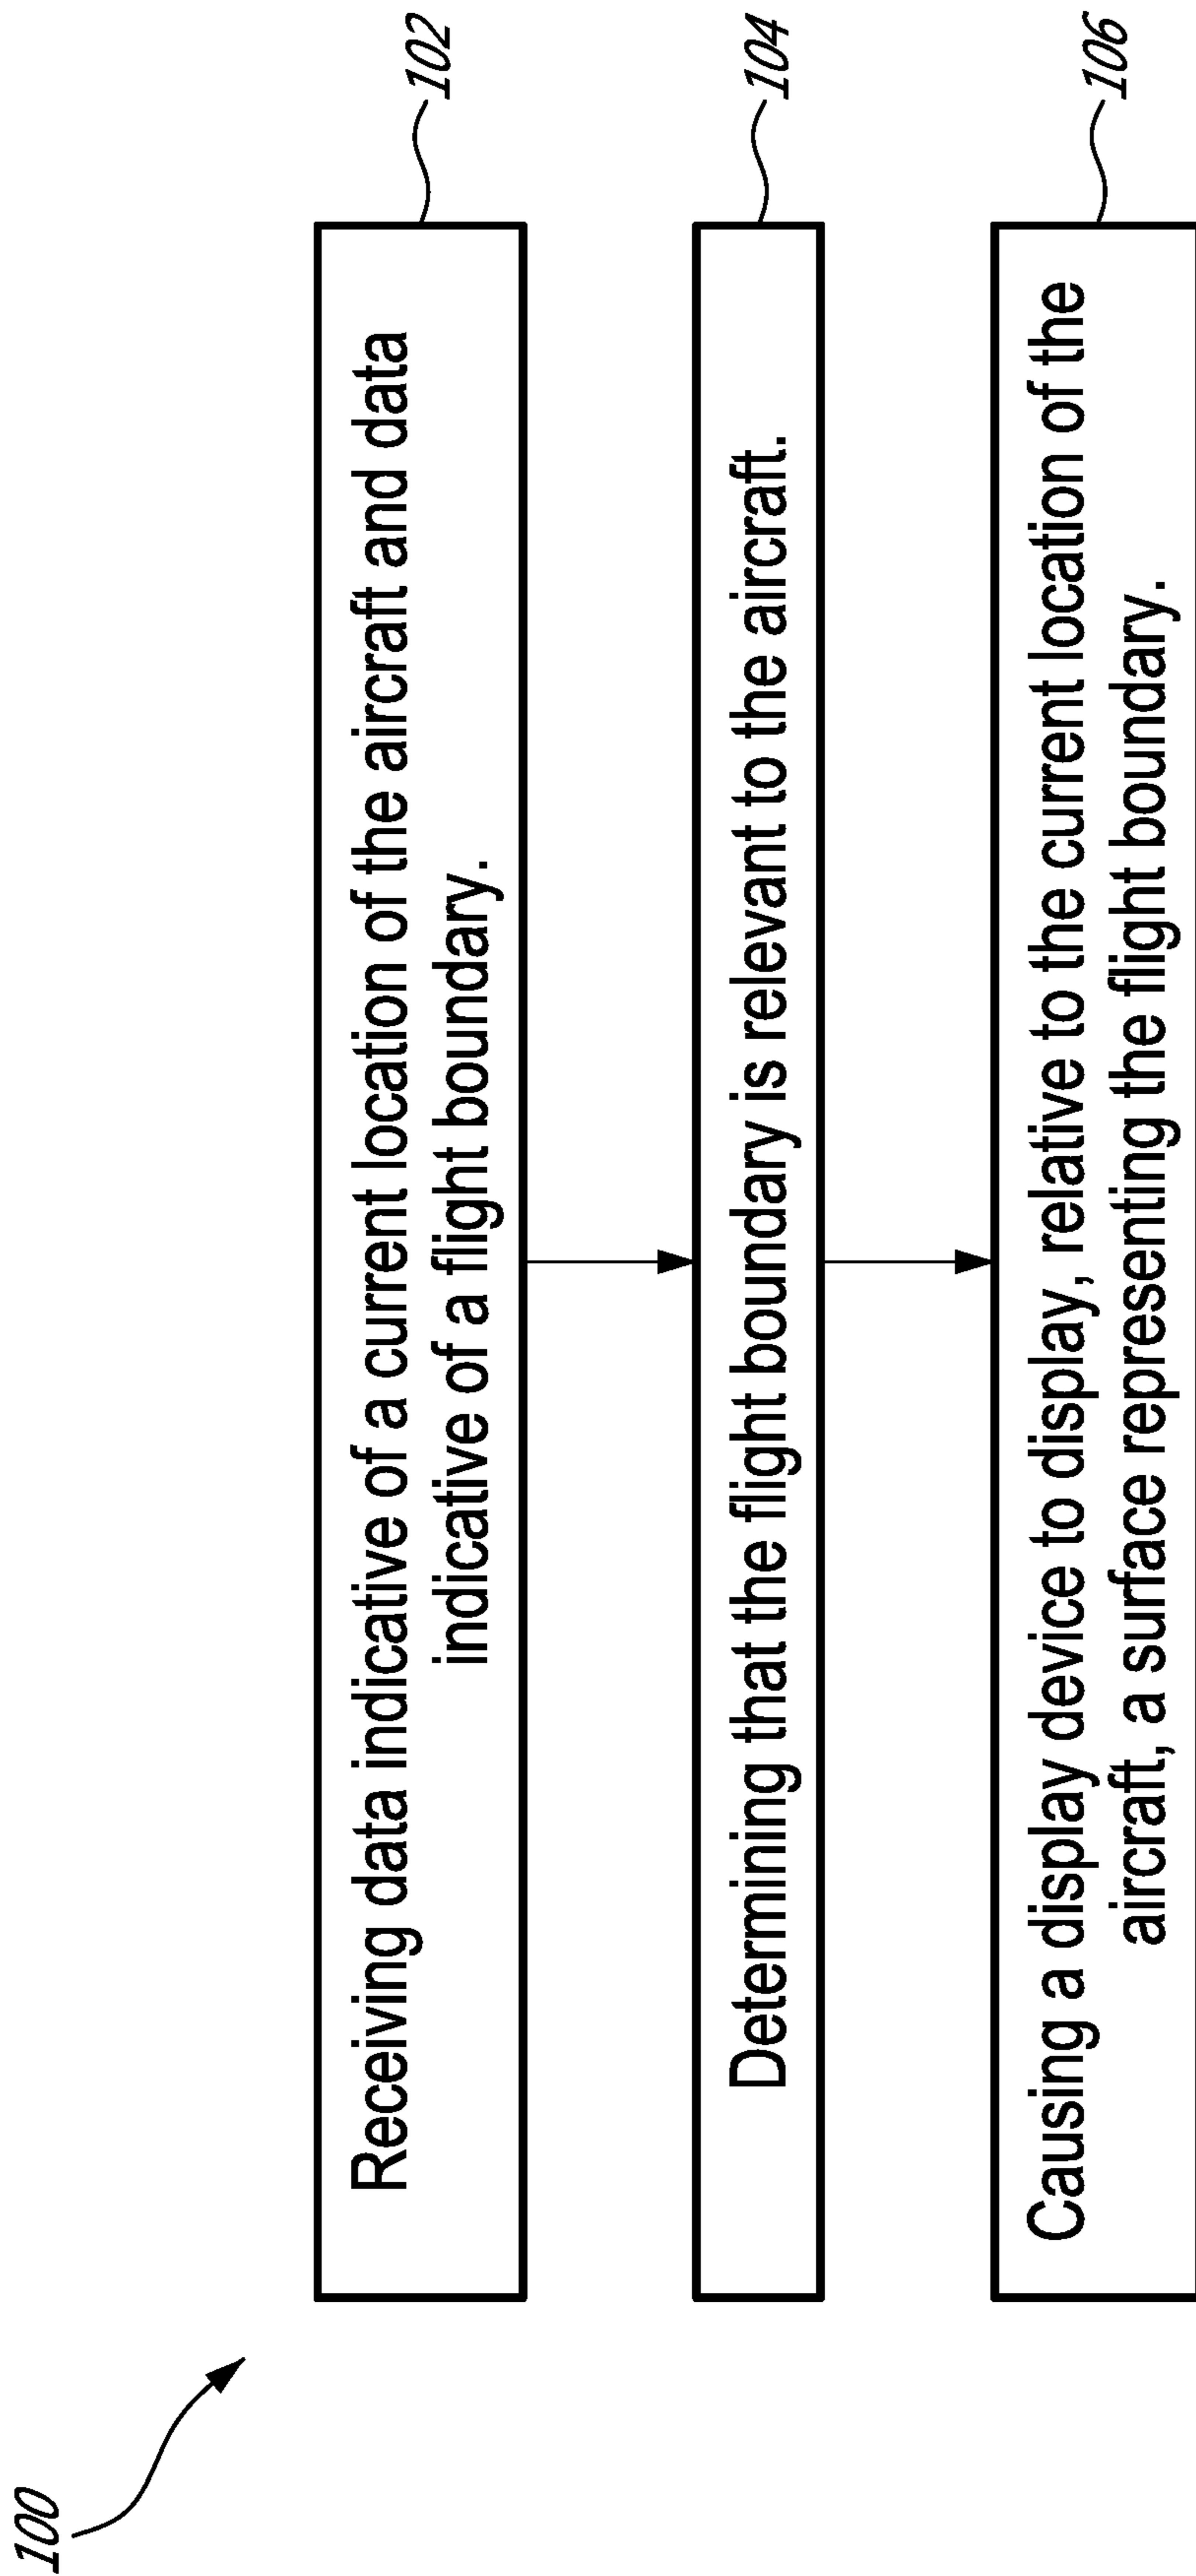 100
Receiving data indicative of a current location of the aircraft and data
indicative of a flight boundary.
102
Determining that the flight boundary is relevant to the aircraft.
104
Causing a display device to display, relative to the current location of the
aircraft, a surface representing the flight boundary.
106